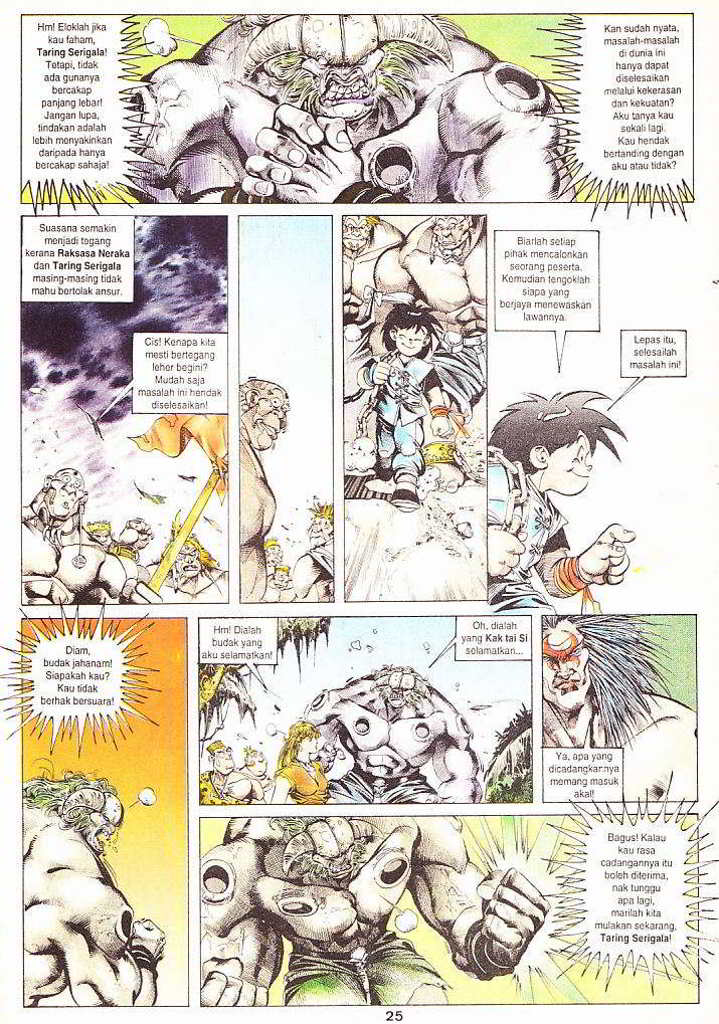 Hm! Eloklah jika
kau faham,
Taring Serigala!
Tetapi, tidak
ada gunanya
bercakap
panjang lebar!
Jangan lupa,
tindakan adalah
lebih menyakinkan
daripada hanya
bercakap sahaja!
Kan sudah nyata,
masalah-masalah
di dunia ini
hanya dapat
diselesaikan
melalui kekerasan
dan kekuatan?
Aku tanya kau
sekali lagi.
Kau hendak
bertanding dengan
aku atau tidak?
Suasana semakin
menjadi tegang
kerana Raksasa Neraka
dan Taring Serigala
masing-masing tidak
mahu bertolak ansur.
Cis! Kenapa kita
mesti bertegang
leher begini?
Mudah saja
masalah ini hendak
diselesaikan!
Biarlah setiap
pihak mencalonkan
seorang peserta.
Kemudian tengoklah
siapa yang
berjaya menewaskan
lawannya.
Lepas itu,
selesailah
masalah ini!
Diam,
budak jahanam!
Siapakah kau?
Kau tidak
berhak bersuara!
Hm! Dialah
budak yang
aku selamatkan!
Oh, dialah
yang Kak tai Si
selamatkan...
Ya, apa yang
dicadangkannya
memang masuk
akal!
Bagus! Kalau
kau rasa
cadangannya itu
boleh diterima,
nak tunggu
apa lagi,
marilah kita
mulakan sekarang,
Taring Serigala!
25